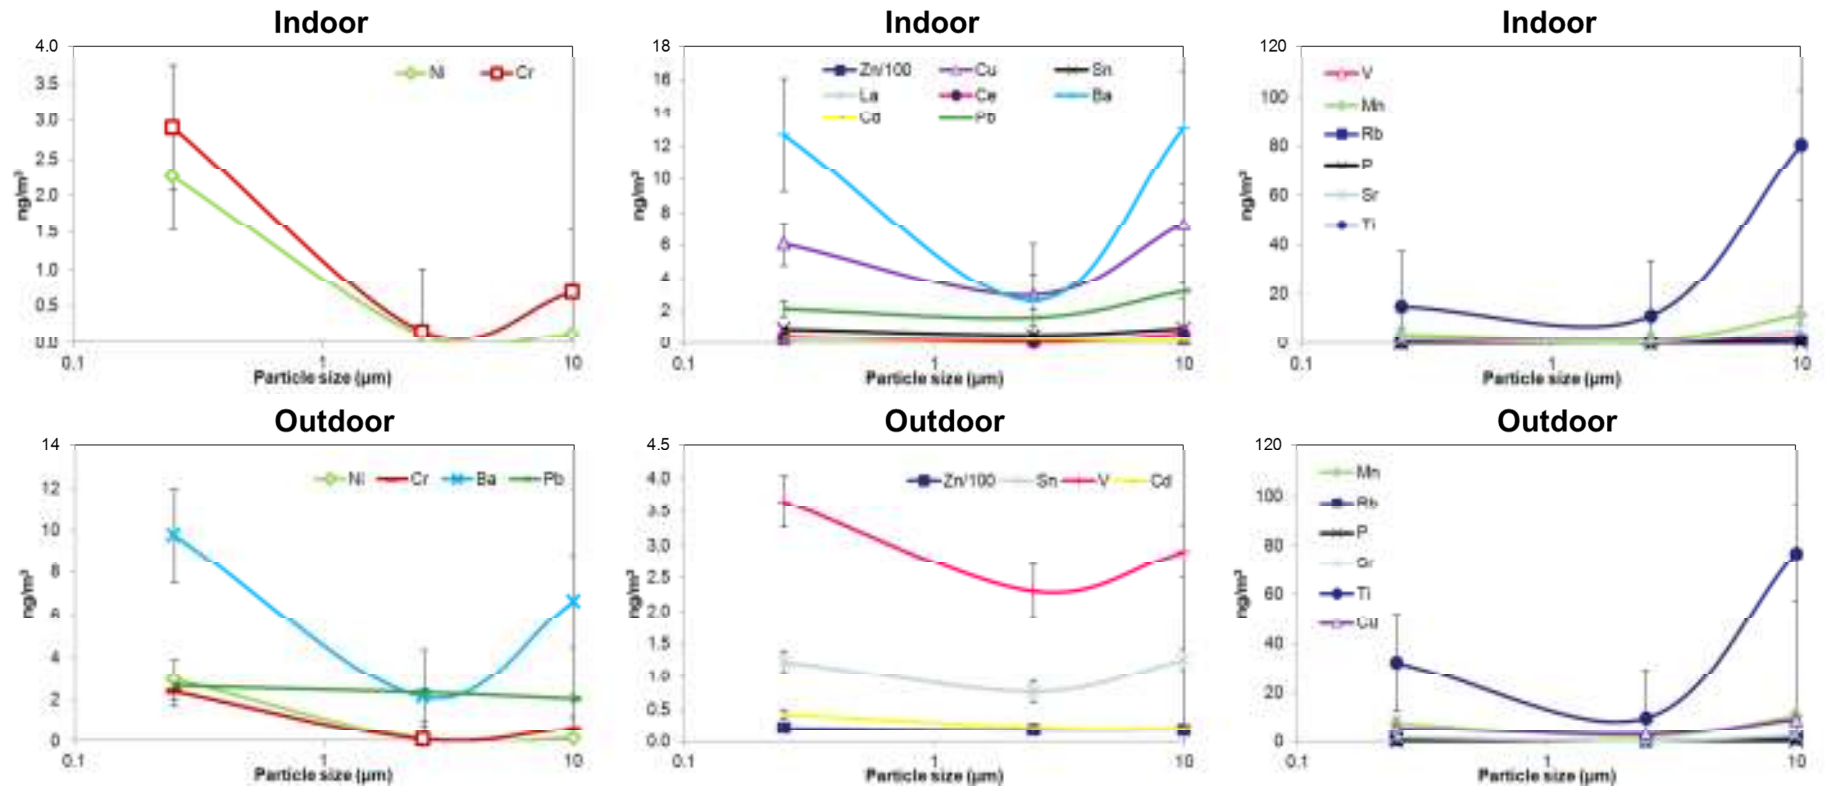 Indoor
4.0
3.5
3.0
2.5
2.0
1.5
1.0
0.5
0.0
ng/m³
Ni Cr
0.1 1 10
Particle size (µm)
Indoor
18
16
14
12
10
8
6
4
2
0
ng/m³
Zn/100 Cu Sn
La Ce Ba
Cd Pb
0.1 1 10
Particle size (µm)
Indoor
120
100
80
60
40
20
0
ng/m³
V
Mn
Rb
P
Sr
Ti
0.1 1 10
Particle size (µm)
Outdoor
14
12
10
8
6
4
2
0
ng/m³
Ni Cr Ba Pb
0.1 1 10
Particle size (µm)
Outdoor
4.5
4.0
3.5
3.0
2.5
2.0
1.5
1.0
0.5
0.0
ng/m³
Zn/100 Sn V Cd
0.1 1 10
Particle size (µm)
Outdoor
120
100
80
60
40
20
0
ng/m³
Mn
Rb
P
Ti
0.1 1 10
Particle size (µm)